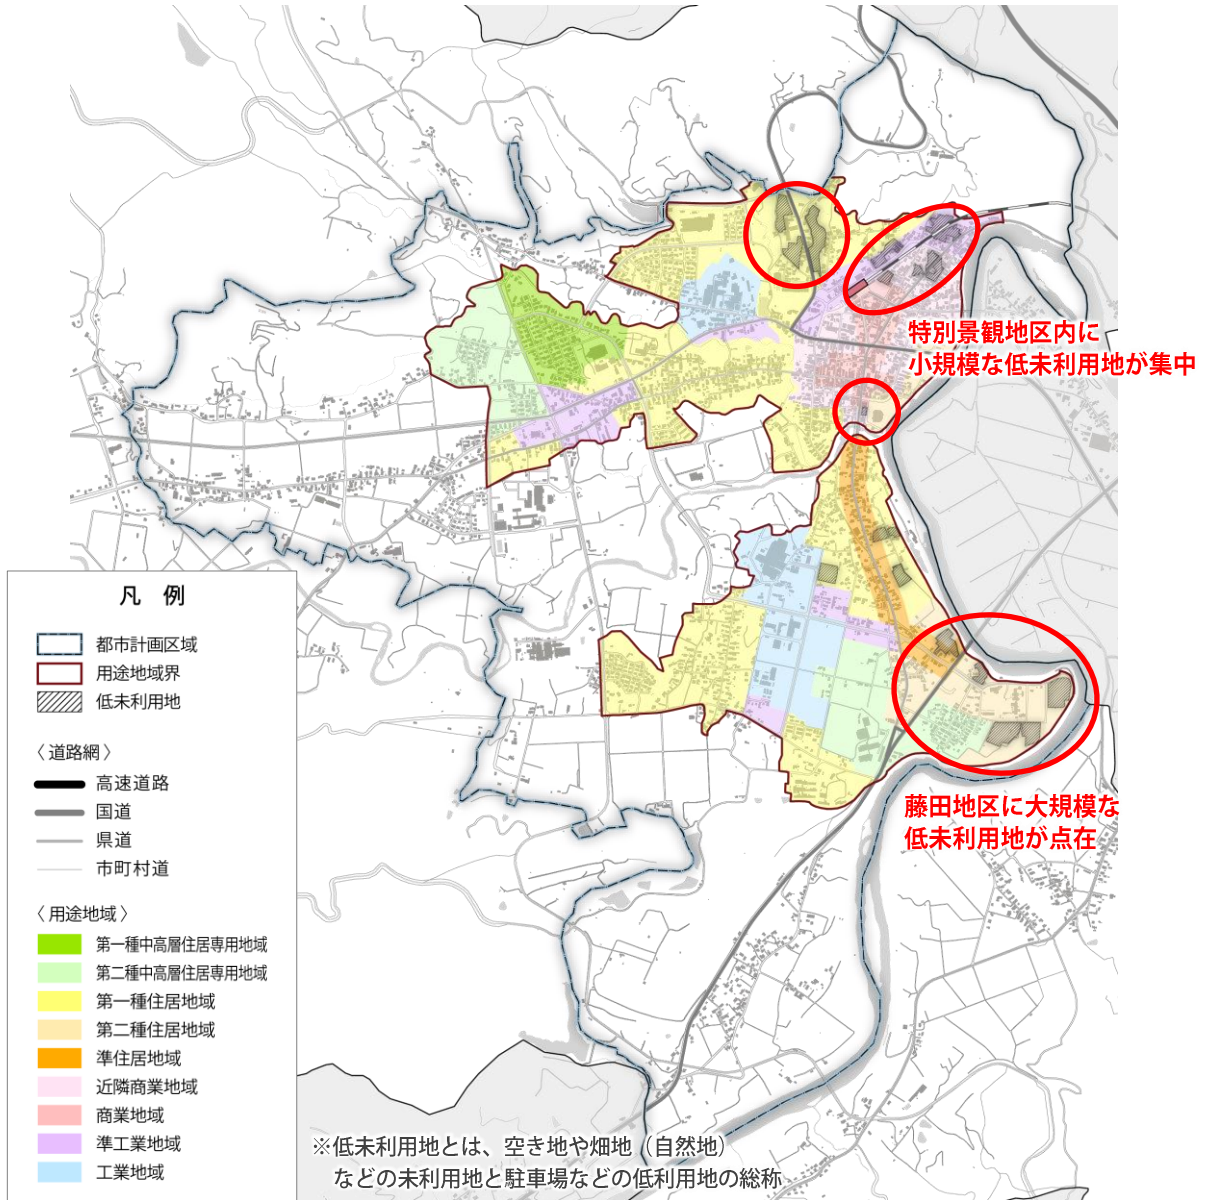 特別景観地区内に
小規模な低未利用地が集中
藤田地区に大規模な
低未利用地が点在
凡 例
都市計画区域
用途地域界
低未利用地
〈 道路網 〉
高速道路
国道
県道
市町村道
〈 用途地域 〉
第一種中高層住居専用地域
第二種中高層住居専用地域
第一種住居地域
第二種住居地域
準住居地域
近隣商業地域
商業地域
準工業地域
工業地域
※低未利用地とは、空き地や畑地（自然地）
などの未利用地と駐車場などの低利用地の総称